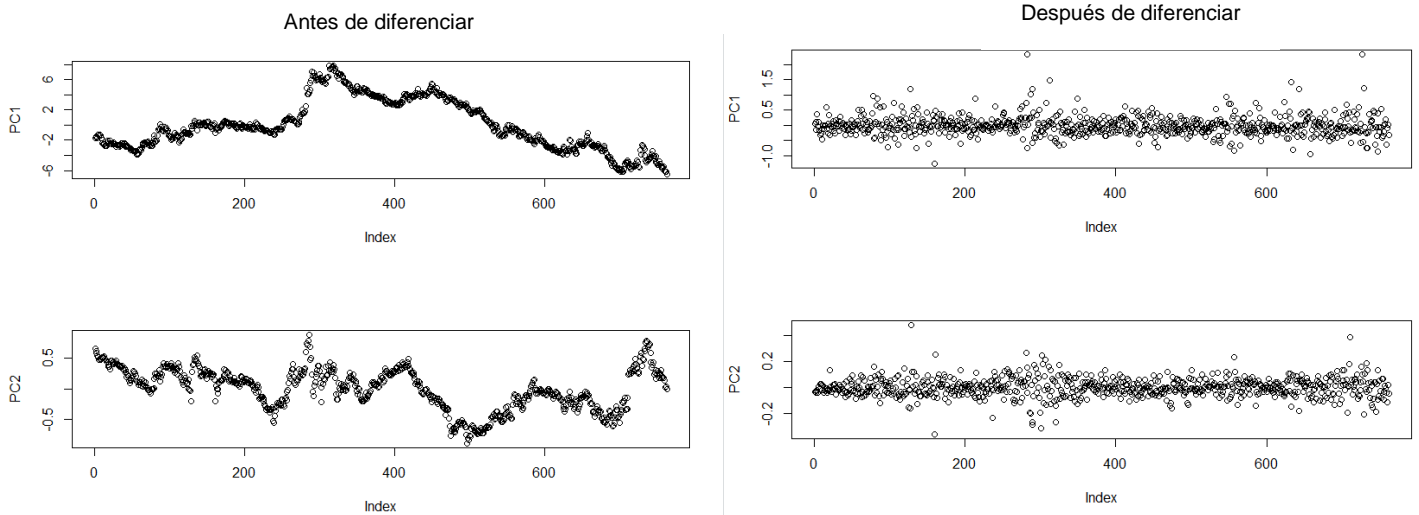 Antes de diferenciar
PC1
6
2
-2
-6
0 200 400 600
Index
PC2
0.5
-0.5
0 200 400 600
Index
Después de diferenciar
PC1
1.5
0.5
-1.0
0 200 400 600
Index
PC2
0.2
-0.2
0 200 400 600
Index